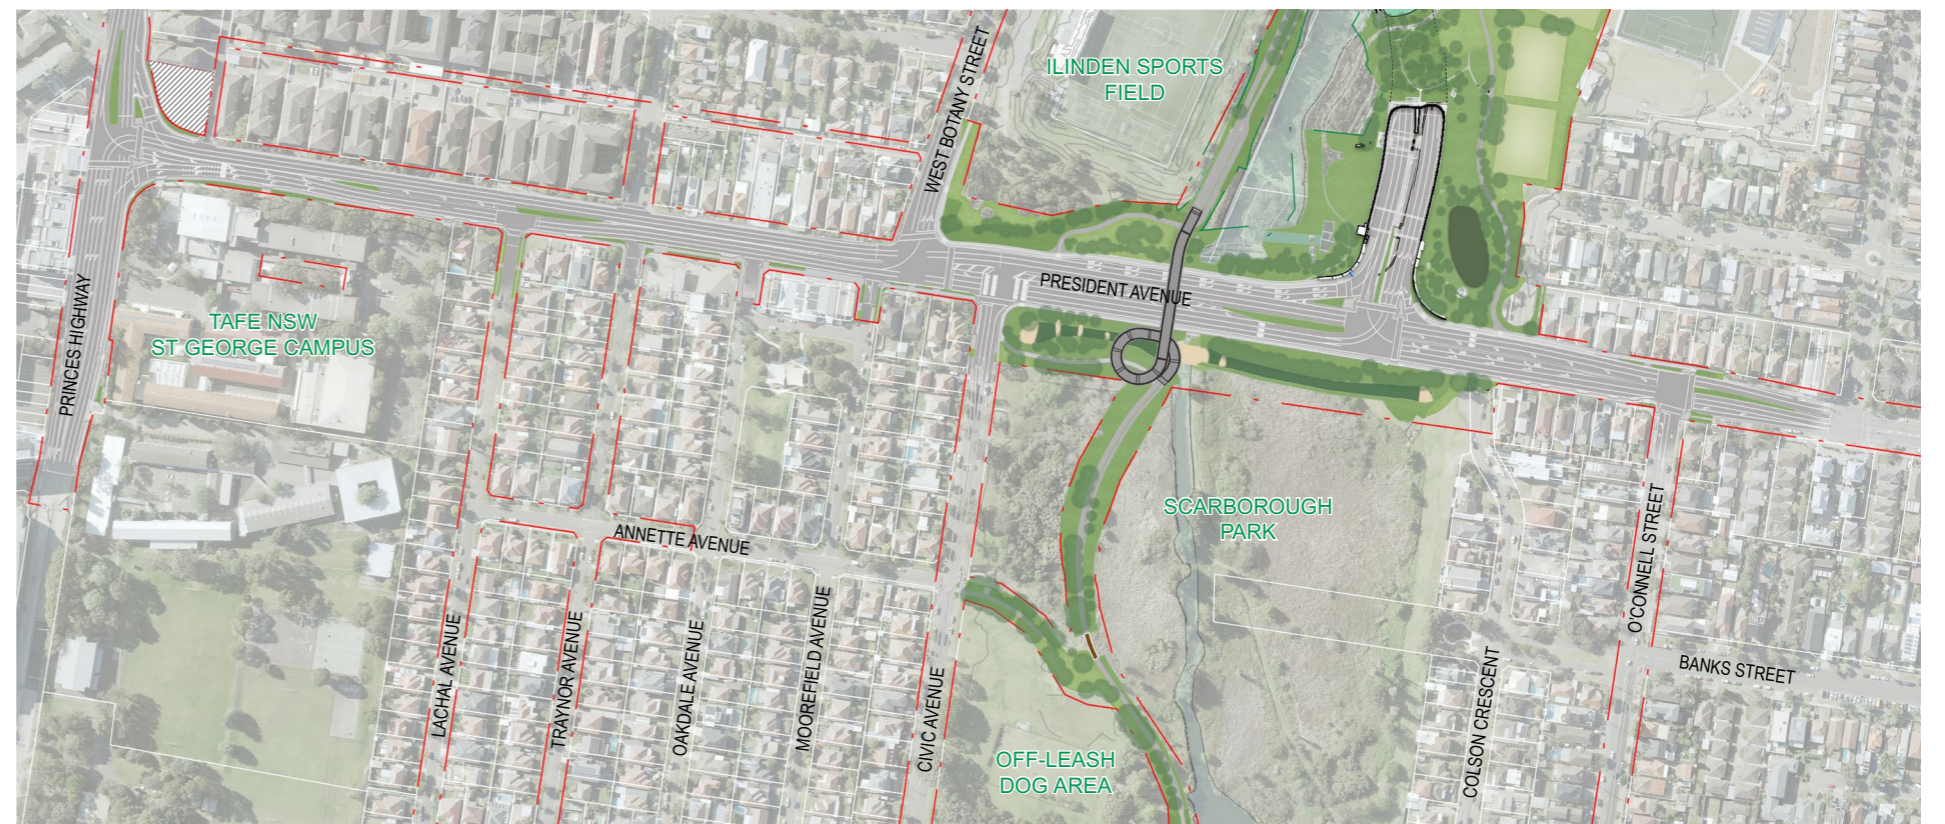 ILINDEN SPORTS
FIELD
WEST BOTANY STREET
PRESIDENT AVENUE
PRINCES HIGHWAY
TAFE NSW
ST GEORGE CAMPUS
SCARBOROUGH
PARK
ANNETTE AVENUE
O'CONNELL STREET
LACHAL AVENUE
TRAYNOR AVENUE
OAKDALE AVENUE
MOOREFIELD AVENUE
CIVIC AVENUE
BANKS STREET
COLSON CRESCENT
OFF-LEASH
DOG AREA